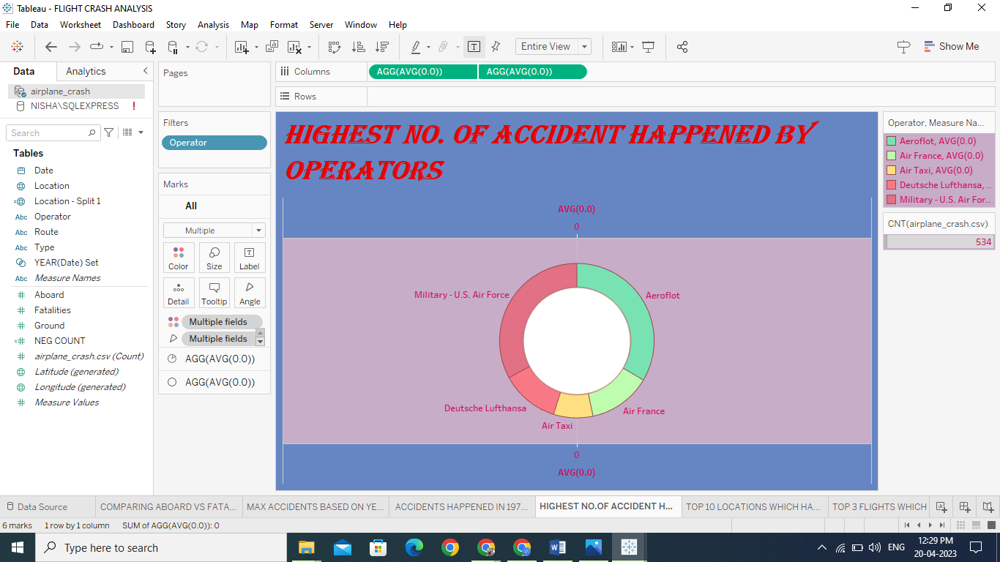 Tableau - FLIGHT CRASH ANALYSIS
File Data Worksheet Dashboard Story Analysis Map Format Server Window Help
Entire View
Show Me
Data Analytics
airplane_crash
NISHA\SQLEXPRESS !
Search
Tables
Date
Location
Location - Split 1
Abc Operator
Abc Route
Abc Type
YEAR(Date) Set
Abc Measure Names
Aboard
Fatalities
Ground
NEG COUNT
airplane_crash.csv (Count)
Latitude (generated)
Longitude (generated)
Measure Values
Pages
Filters
Operator
Marks
All
Multiple
Color Size Label
Detail Tooltip Angle
Multiple fields
Multiple fields
AGG(AVG(0.0))
AGG(AVG(0.0))
Columns AGG(AVG(0.0)) AGG(AVG(0.0))
Rows
HIGHEST NO. OF ACCIDENT HAPPENED BY
OPERATORS
AVG(0.0)
0
Military - U.S. Air Force
Aeroflot
Deutsche Lufthansa
Air France
Air Taxi
0
AVG(0.0)
Operator, Measure Na...
Aeroflot, AVG(0.0)
Air France, AVG(0.0)
Air Taxi, AVG(0.0)
Deutsche Lufthansa, ..
Military - U.S. Air For..
CNT(airplane_crash.csv)
534
Data Source COMPARING ABOARD VS FATA... MAX ACCIDENTS BASED ON YE... ACCIDENTS HAPPENED IN 197... HIGHEST NO.OF ACCIDENT H... TOP 10 LOCATIONS WHICH HA... TOP 3 FLIGHTS WHICH
6 marks 1 row by 1 column SUM of AGG(AVG(0.0)): 0
Type here to search
ENG
12:29 PM
20-04-2023